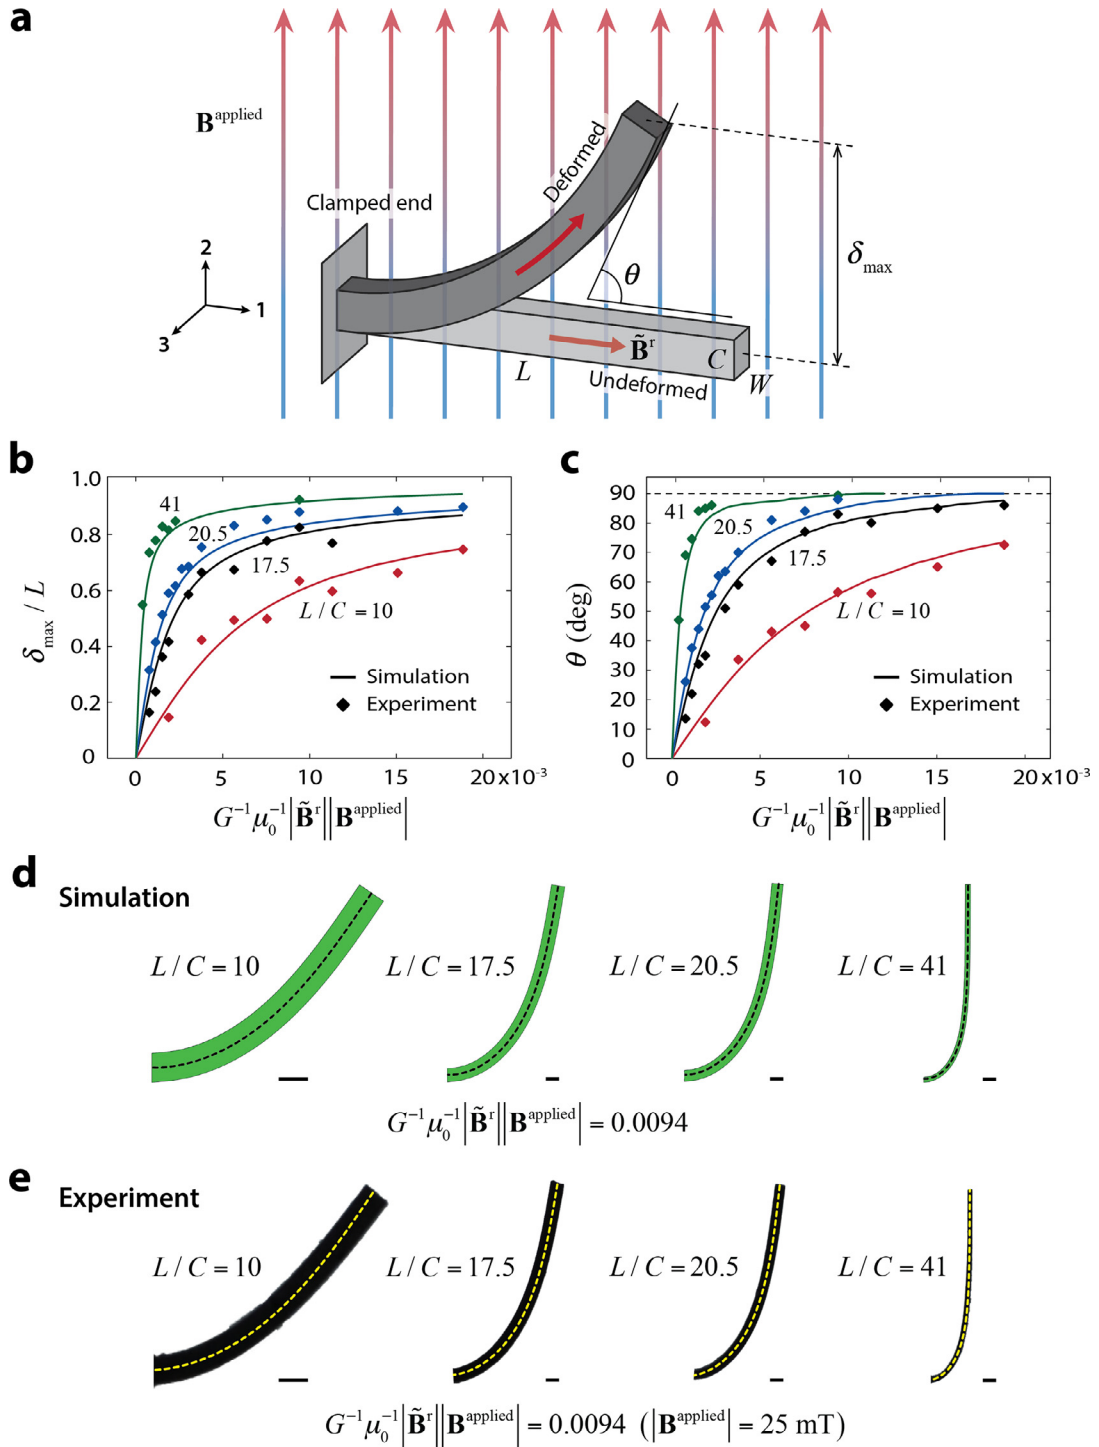 a
B^applied
Clamped end
Deformed
2
1
3
θ
δ_max
B̃^r
C
L
W
Undeformed
b
1.0
0.8
0.6
0.4
0.2
0
δ_max / L
41
20.5
17.5
L / C = 10
Simulation
Experiment
0 5 10 15 20 x10^-3
G^−1 μ_0^−1 |B̃^r| |B^applied|
c
90
80
70
60
50
40
30
20
10
0
θ (deg)
41
20.5
17.5
L / C = 10
Simulation
Experiment
0 5 10 15 20 x10^-3
G^−1 μ_0^−1 |B̃^r| |B^applied|
d
Simulation
L / C = 10 L / C = 17.5 L / C = 20.5 L / C = 41
G^−1 μ_0^−1 |B̃^r| |B^applied| = 0.0094
e
Experiment
L / C = 10 L / C = 17.5 L / C = 20.5 L / C = 41
G^−1 μ_0^−1 |B̃^r| |B^applied| = 0.0094 (|B^applied| = 25 mT)